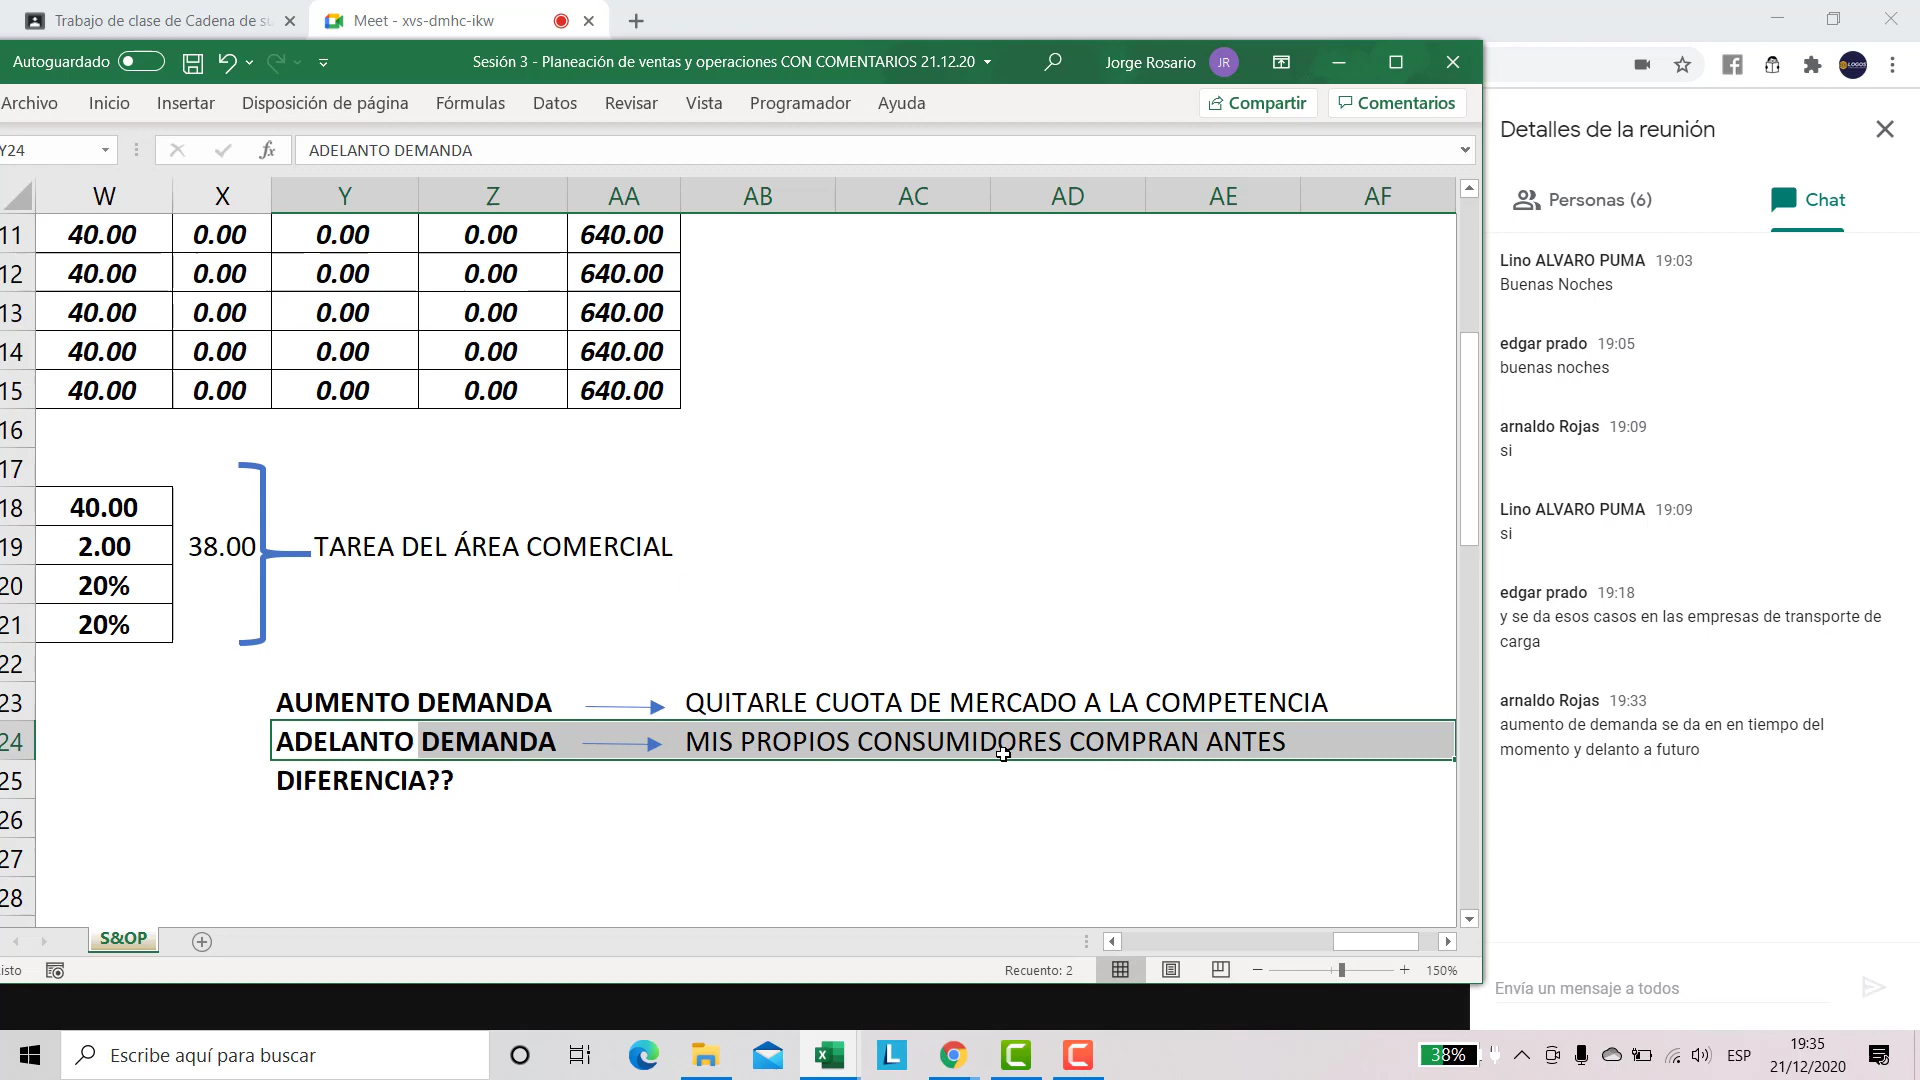 Trabajo de clase de Cadena de su
Meet - xvs-dmhc-ikw
Autoguardado
Sesión 3 - Planeación de ventas y operaciones CON COMENTARIOS 21.12.20
Jorge Rosario
JR
Archivo Inicio Insertar Disposición de página Fórmulas Datos Revisar Vista Programador Ayuda
Compartir Comentarios
Y24
fx
ADELANTO DEMANDA
W X Y Z AA AB AC AD AE AF
11 40.00 0.00 0.00 0.00 640.00
12 40.00 0.00 0.00 0.00 640.00
13 40.00 0.00 0.00 0.00 640.00
14 40.00 0.00 0.00 0.00 640.00
15 40.00 0.00 0.00 0.00 640.00
16
17
18 40.00
19 2.00 38.00 TAREA DEL ÁREA COMERCIAL
20 20%
21 20%
22
23 AUMENTO DEMANDA QUITARLE CUOTA DE MERCADO A LA COMPETENCIA
24 ADELANTO DEMANDA MIS PROPIOS CONSUMIDORES COMPRAN ANTES
25 DIFERENCIA??
26
27
28
S&OP
isto
Recuento: 2
150%
Detalles de la reunión
Personas (6)
Chat
Lino ALVARO PUMA 19:03
Buenas Noches
edgar prado 19:05
buenas noches
arnaldo Rojas 19:09
si
Lino ALVARO PUMA 19:09
si
edgar prado 19:18
y se da esos casos en las empresas de transporte de
carga
arnaldo Rojas 19:33
aumento de demanda se da en en tiempo del
momento y delanto a futuro
Envía un mensaje a todos
Escribe aquí para buscar
38%
ESP
19:35
21/12/2020